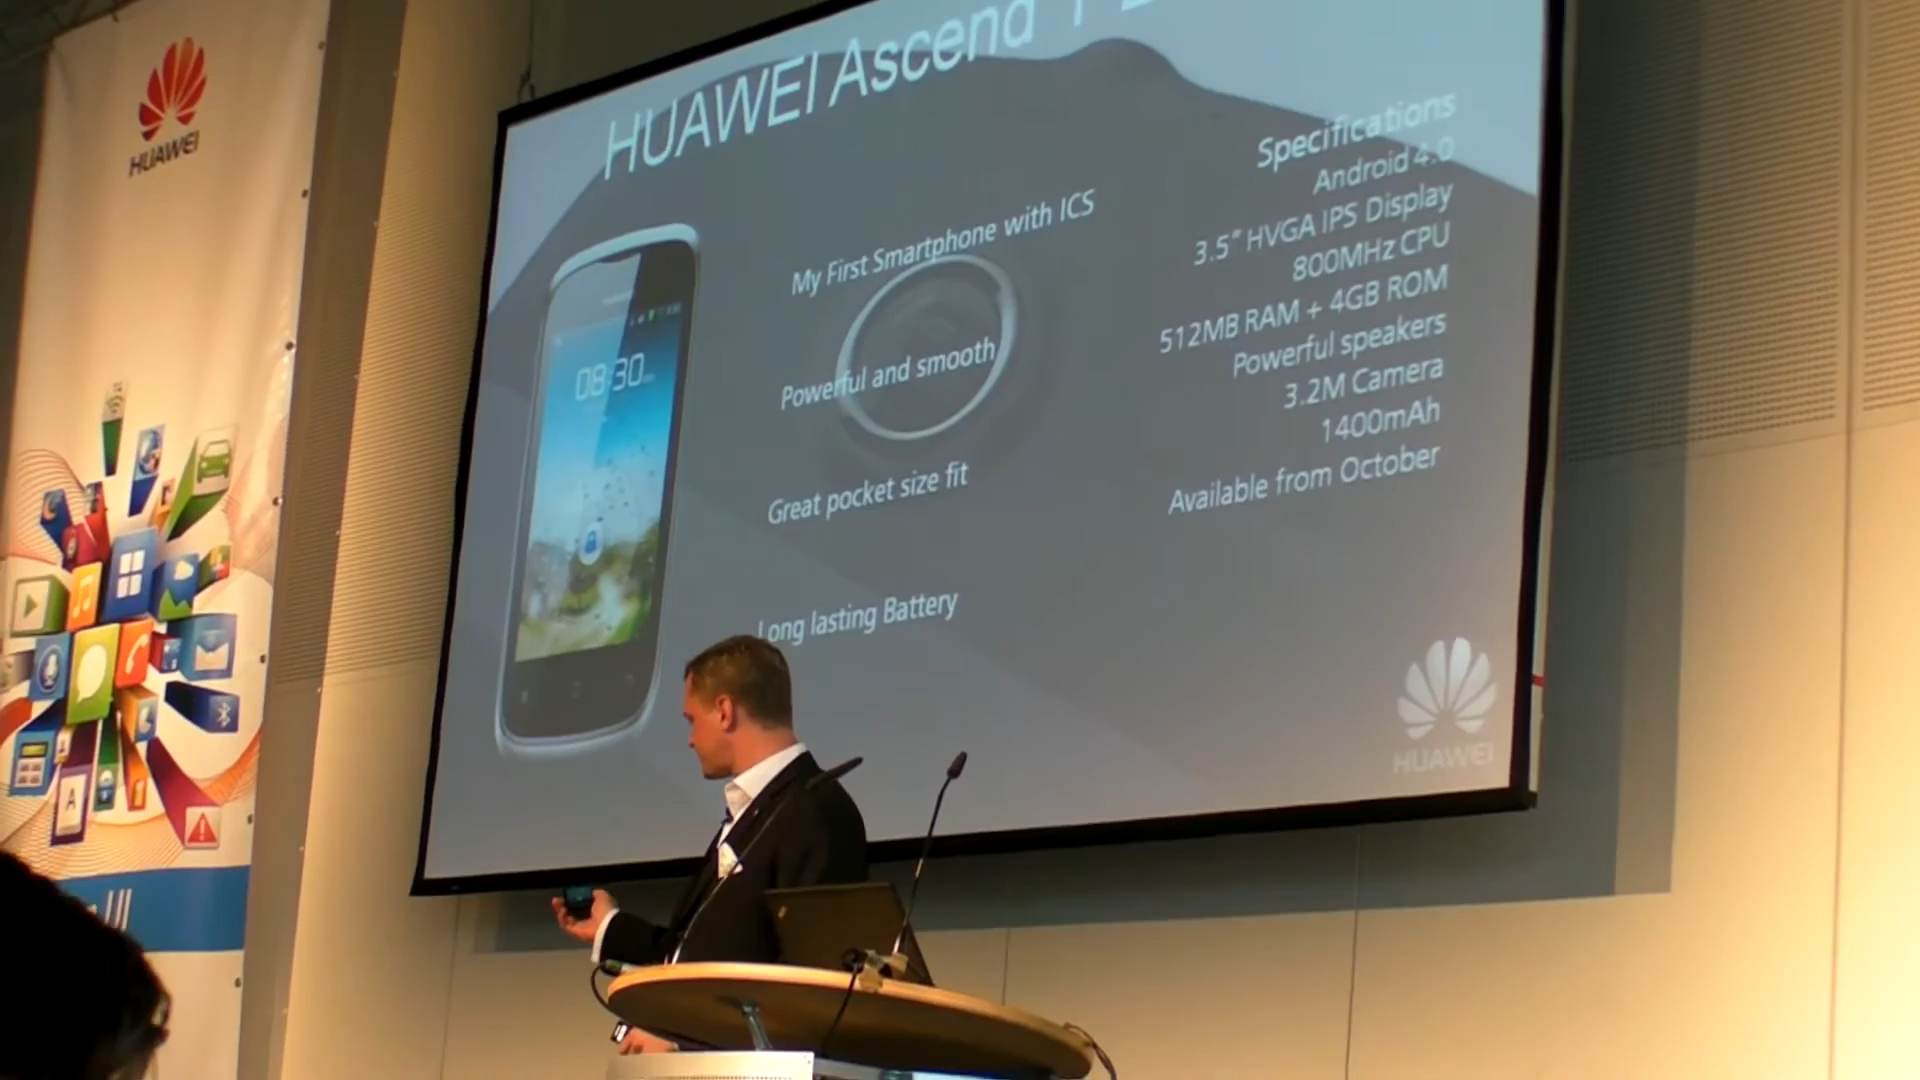 HUAWEI
HUAWEI Ascend
Specifications
Android 4.0
3.5" HVGA IPS Display
800MHz CPU
512MB RAM + 4GB ROM
Powerful speakers
3.2M Camera
1400mAh
Available from October
My First Smartphone with ICS
Powerful and smooth
Great pocket size fit
Long lasting Battery
08:30
HUAWEI
A
UI